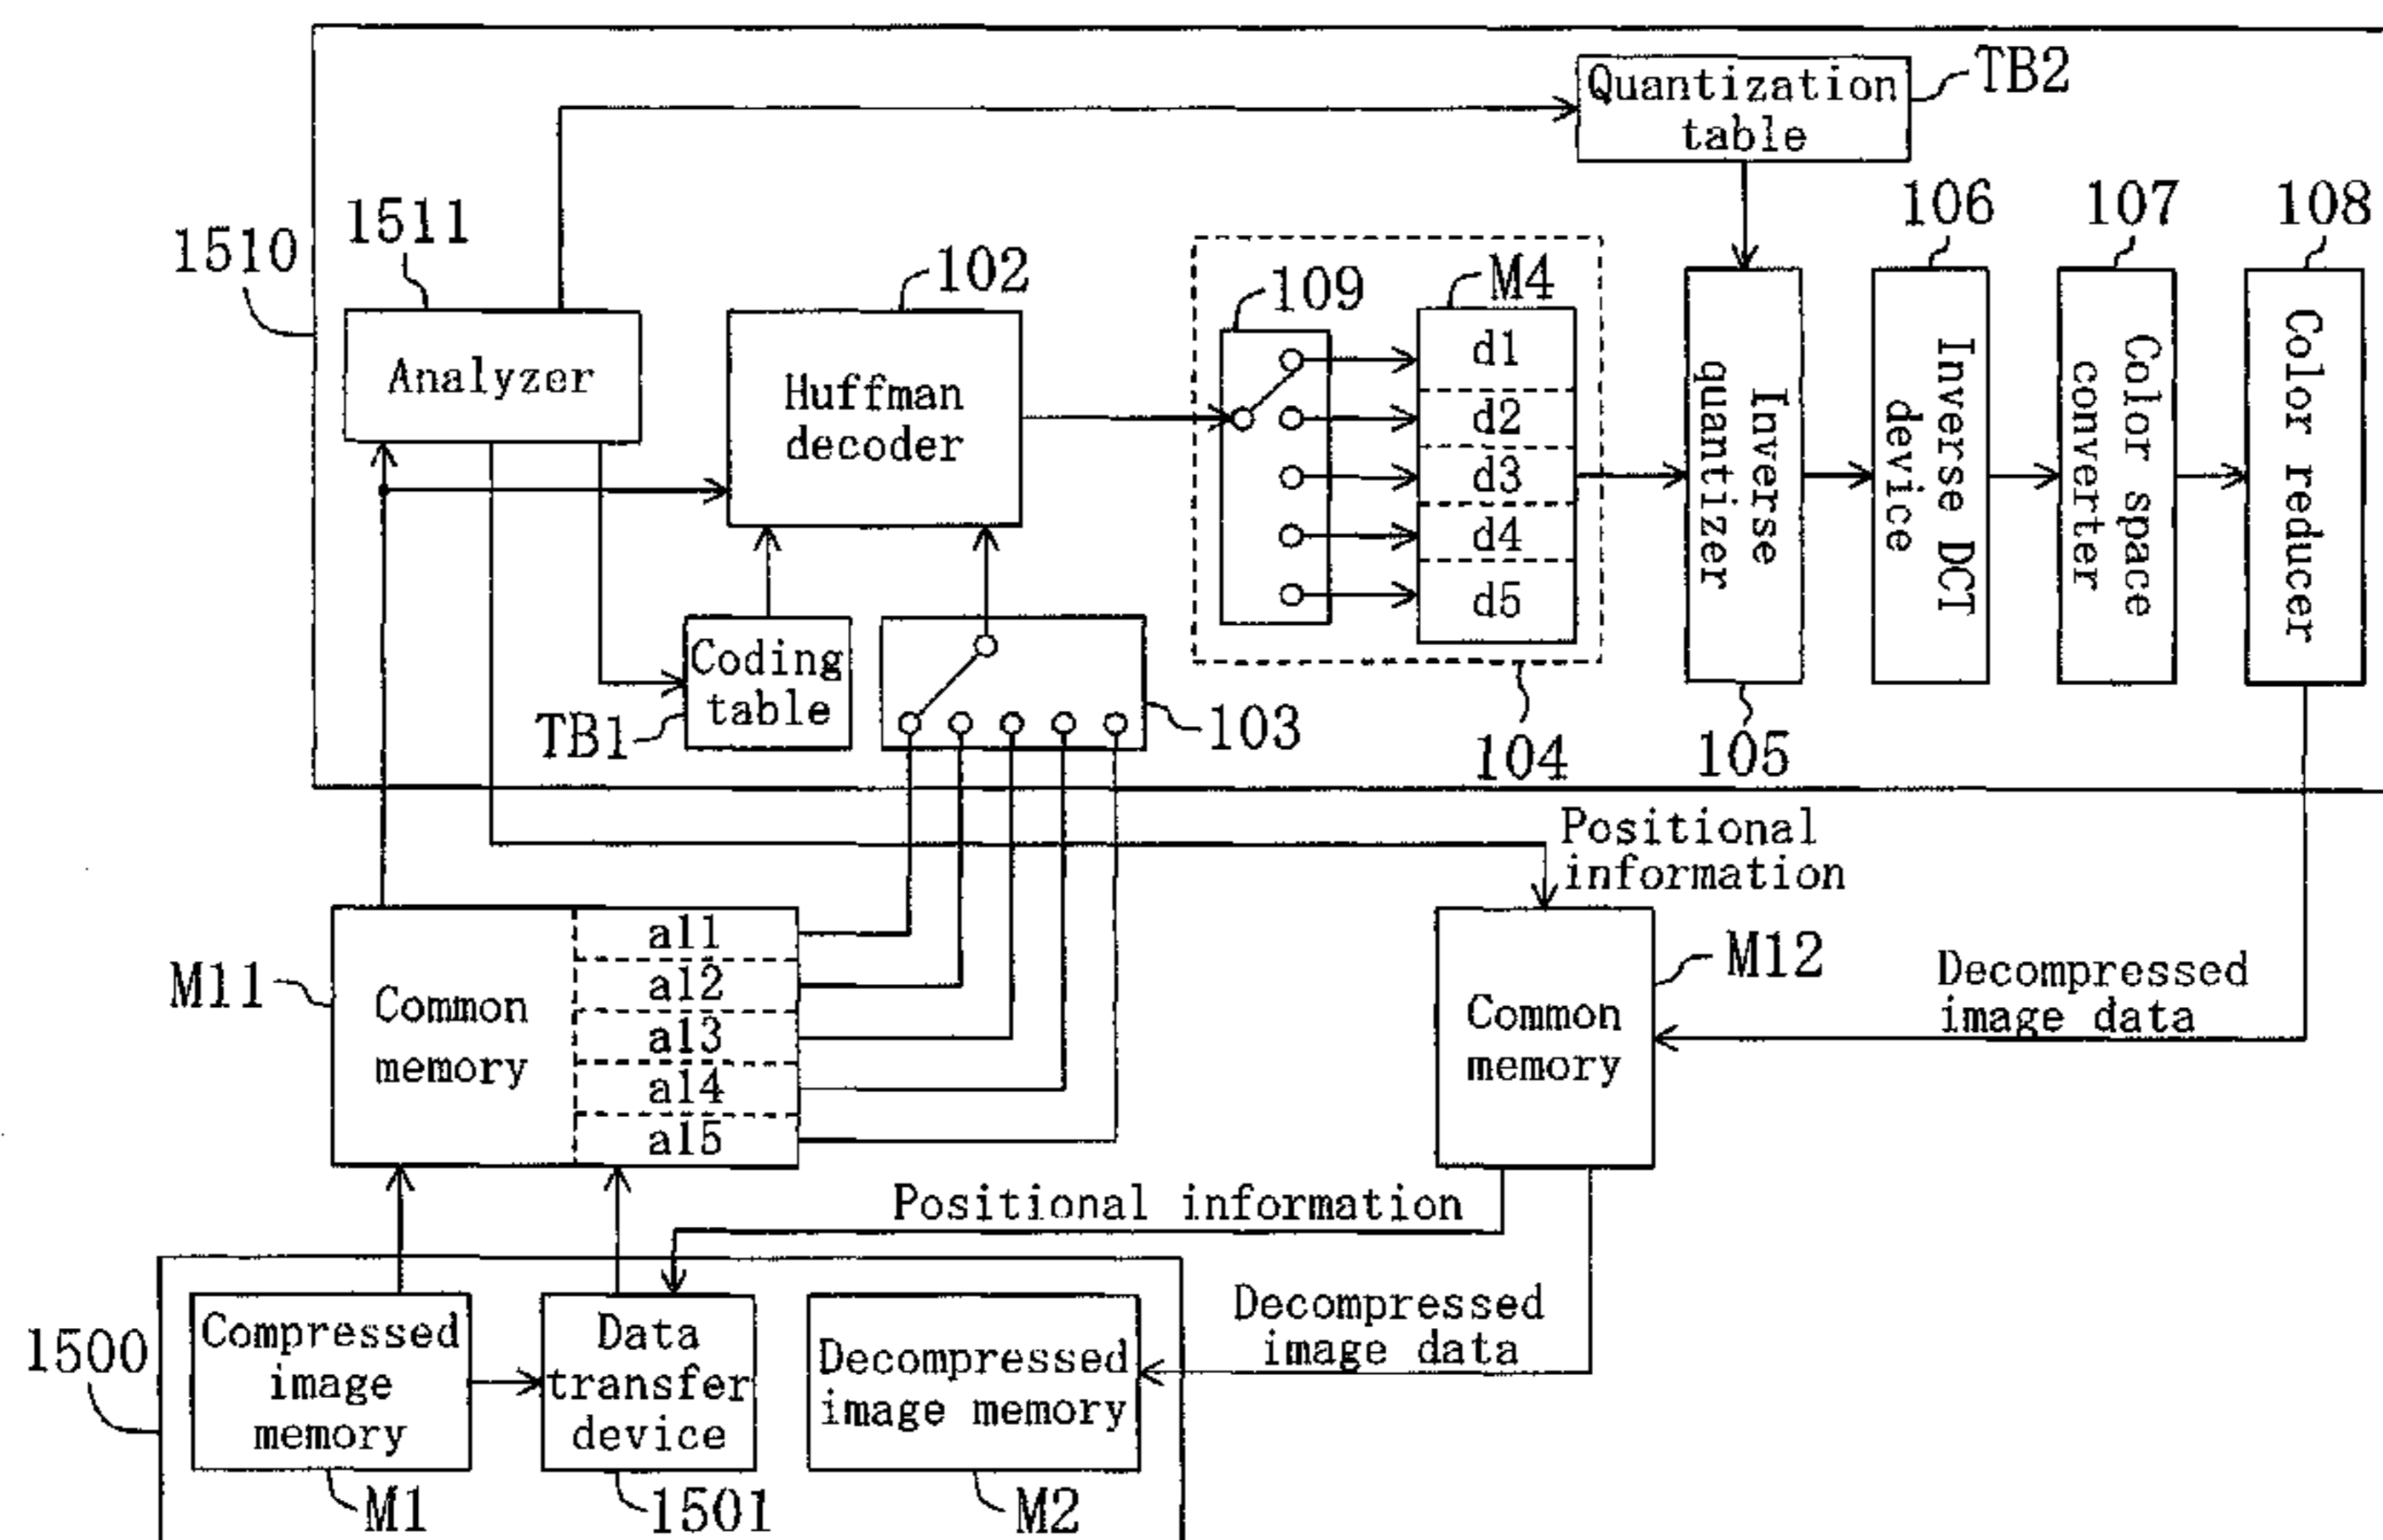 Quantization
table
TB2
1510
1511
Analyzer
102
Huffman
decoder
109
M4
d1
d2
d3
d4
d5
104
106
107
108
Inverse
quantizer
105
Inverse DCT
device
Color space
converter
Color reducer
Coding
table
TB1
103
Positional
information
M11
Common
memory
a11
a12
a13
a14
a15
Common
memory
M12
Decompressed
image data
Positional information
Decompressed
image data
1500
Compressed
image
memory
M1
Data
transfer
device
1501
Decompressed
image memory
M2